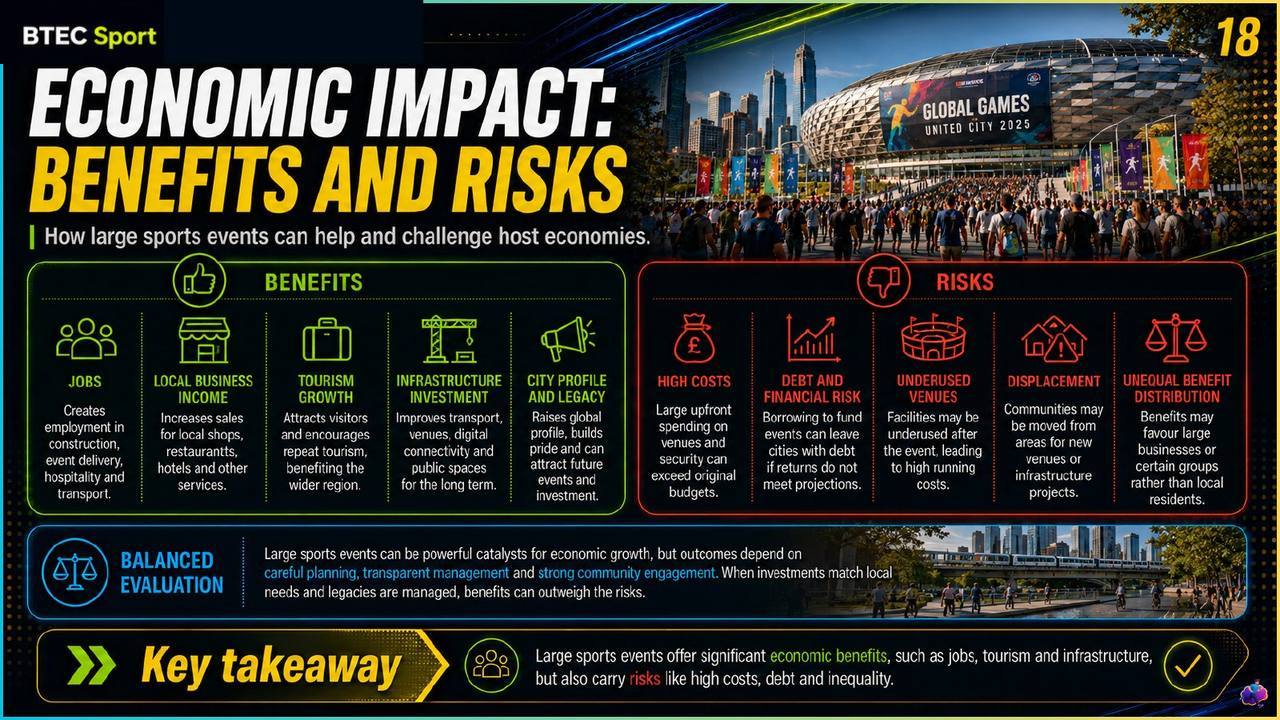 BTEC Sport
18
ECONOMIC IMPACT:
BENEFITS AND RISKS
How large sports events can help and challenge host economies.
GLOBAL GAMES
UNITED CITY 2025
BENEFITS
JOBS
Creates
employment in
construction,
event delivery,
hospitality and
transport.
LOCAL BUSINESS
INCOME
Increases sales
for local shops,
restaurants,
hotels and other
services.
TOURISM
GROWTH
Attracts visitors
and encourages
repeat tourism,
benefiting the
wider region.
INFRASTRUCTURE
INVESTMENT
Improves transport,
venues, digital
connectivity and
public spaces
for the long term.
CITY PROFILE
AND LEGACY
Raises global
profile, builds
pride and can
attract future
events and
investment.
RISKS
£
HIGH COSTS
Large upfront
spending on
venues and
security can
exceed original
budgets.
DEBT AND
FINANCIAL RISK
Borrowing to fund
events can leave
cities with debt
if returns do not
meet projections.
UNDERUSED
VENUES
Facilities may be
underused after
the event, leading
to high running
costs.
DISPLACEMENT
Communities may
be moved from
areas for new
venues or
infrastructure
projects.
UNEQUAL BENEFIT
DISTRIBUTION
Benefits may
favour large
businesses or
certain groups
rather than local
residents.
BALANCED
EVALUATION
Large sports events can be powerful catalysts for economic growth, but outcomes depend on
careful planning, transparent management and strong community engagement. When investments match local
needs and legacies are managed, benefits can outweigh the risks.
Key takeaway
Large sports events offer significant economic benefits, such as jobs, tourism and infrastructure,
but also carry risks like high costs, debt and inequality.